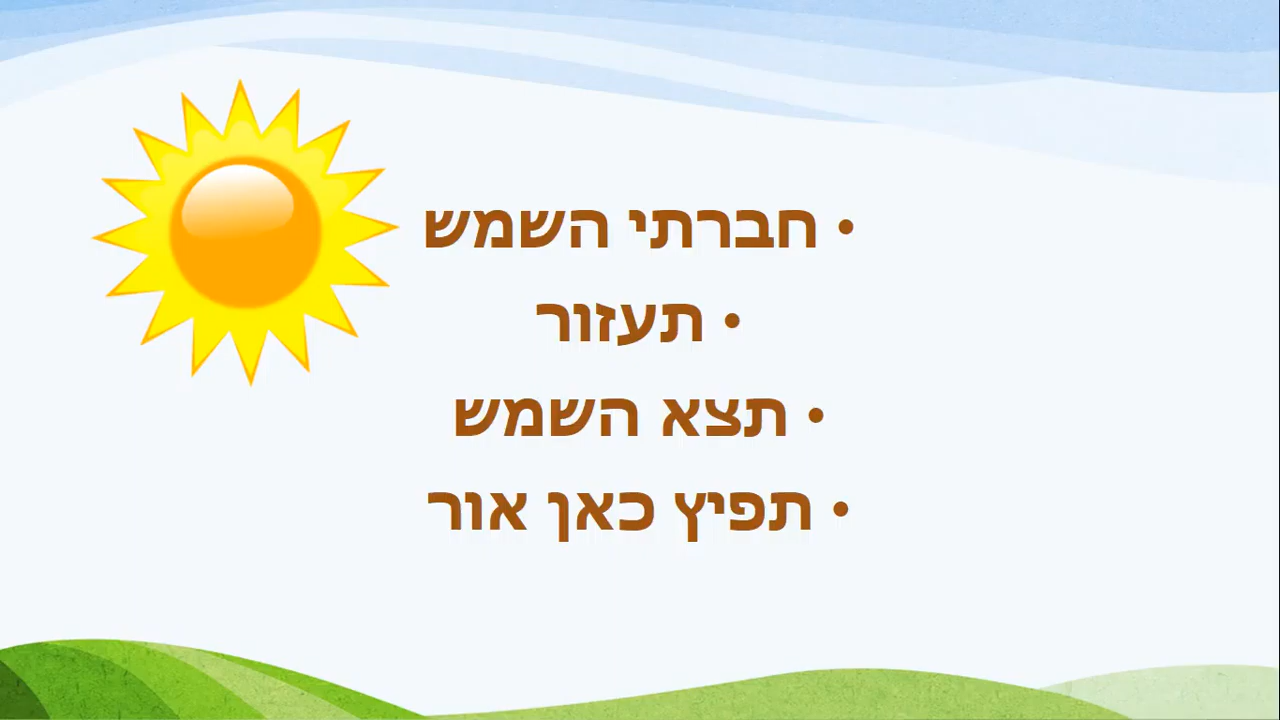 • חברתי השמש
• תעזור
• תצא השמש
• תפיץ כאן אור